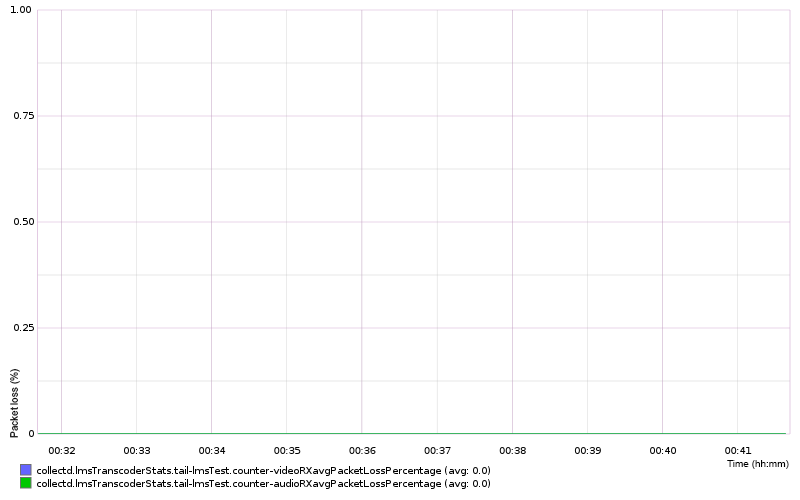 1.00
0.75
0.50
0.25
0
Packet loss (%)
00:32 00:33 00:34 00:35 00:36 00:37 00:38 00:39 00:40 00:41
Time (hh:mm)
collectd.lmsTranscoderStats.tail-lmsTest.counter-videoRXavgPacketLossPercentage (avg: 0.0)
collectd.lmsTranscoderStats.tail-lmsTest.counter-audioRXavgPacketLossPercentage (avg: 0.0)